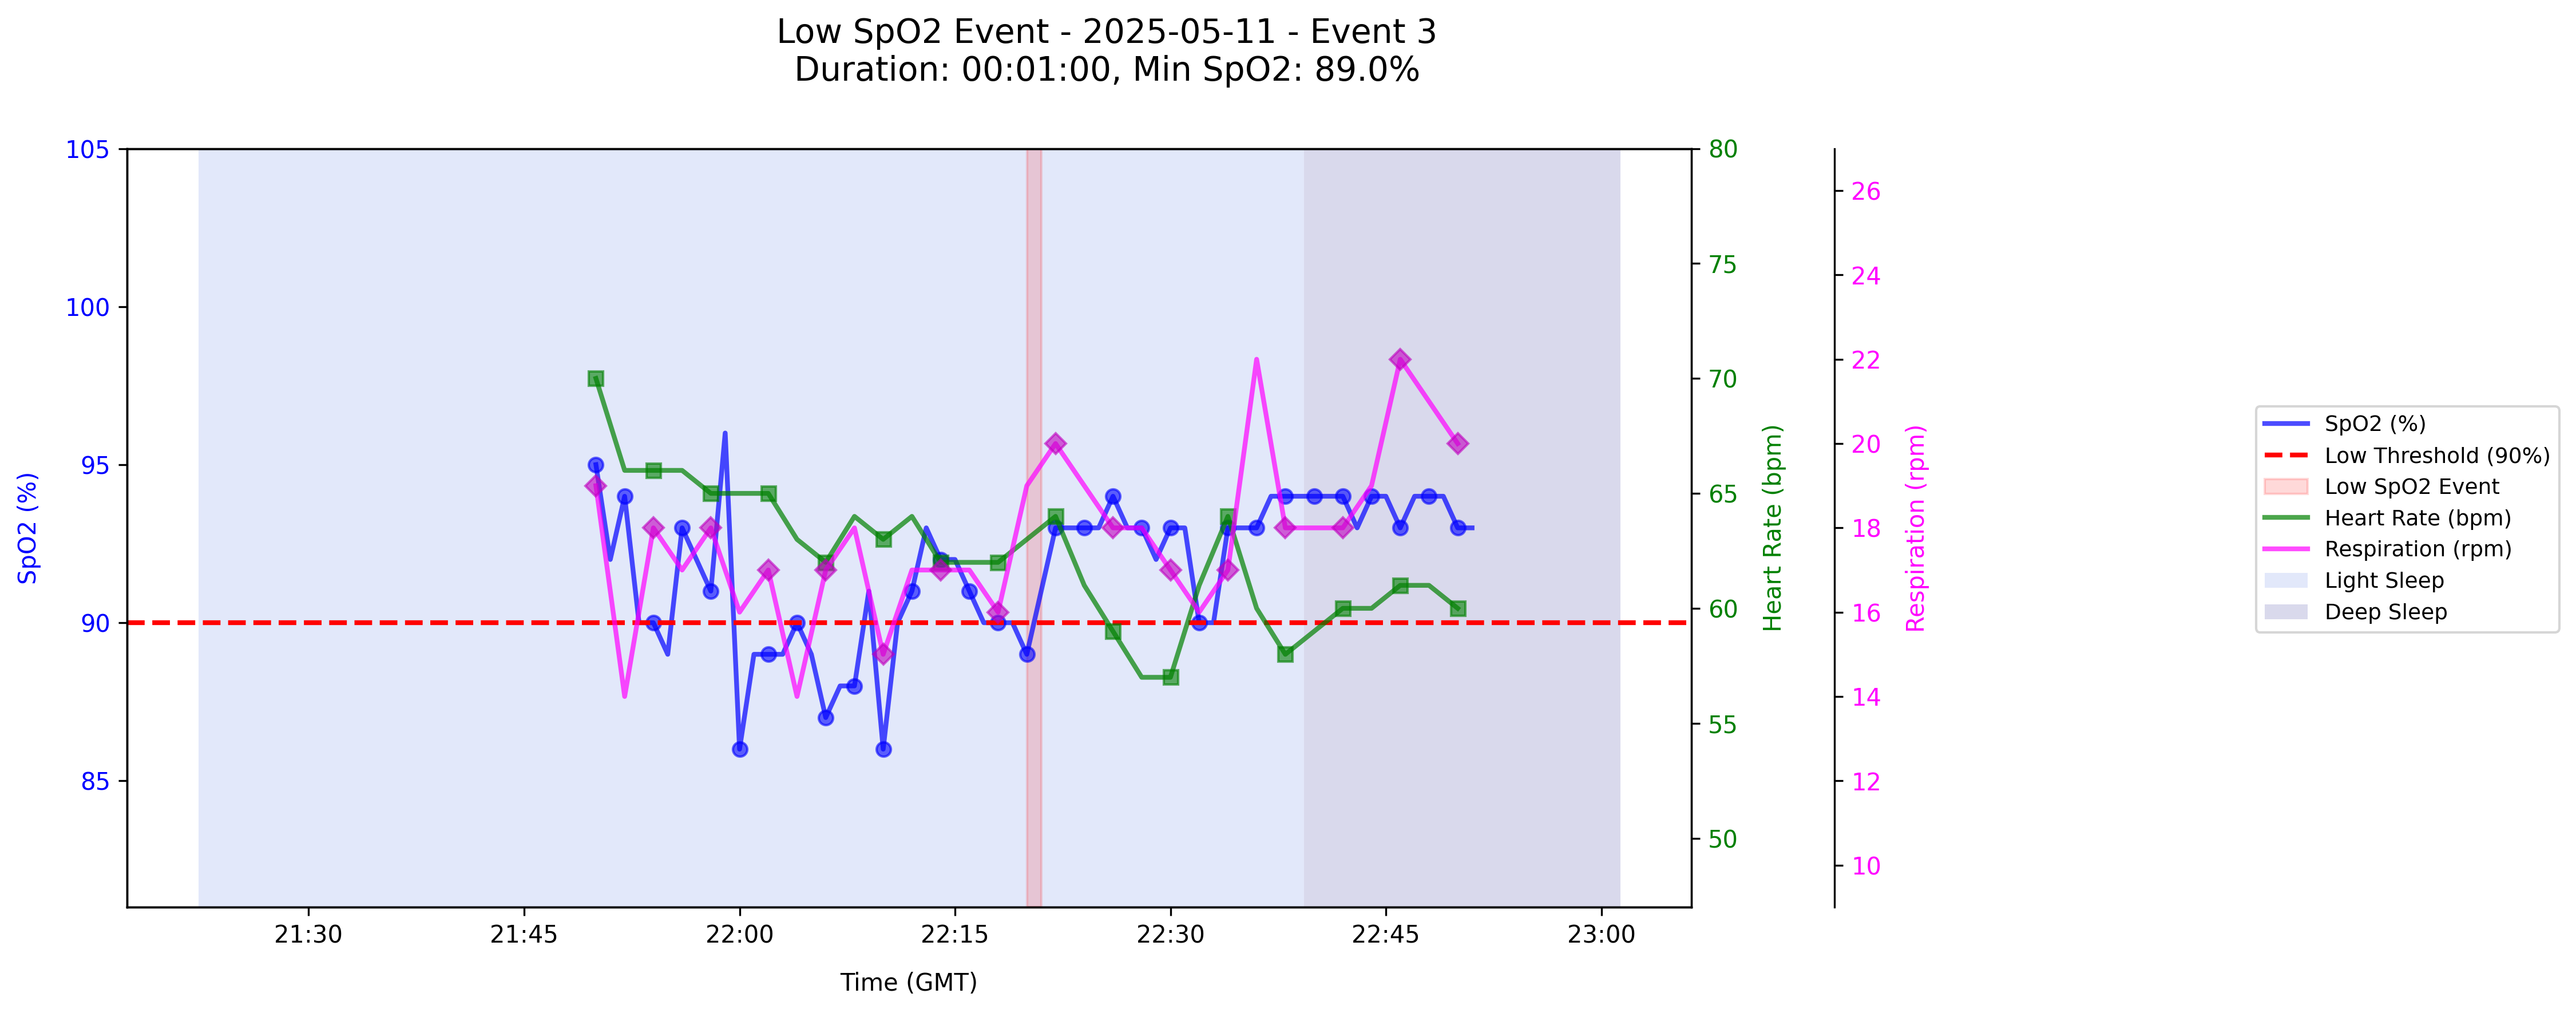 Low SpO2 Event - 2025-05-11 - Event 3
Duration: 00:01:00, Min SpO2: 89.0%
105
100
95
90
85
SpO2 (%)
80
75
70
65
60
55
50
Heart Rate (bpm)
26
24
22
20
18
16
14
12
10
Respiration (rpm)
21:30
21:45
22:00
22:15
22:30
22:45
23:00
Time (GMT)
SpO2 (%)
Low Threshold (90%)
Low SpO2 Event
Heart Rate (bpm)
Respiration (rpm)
Light Sleep
Deep Sleep